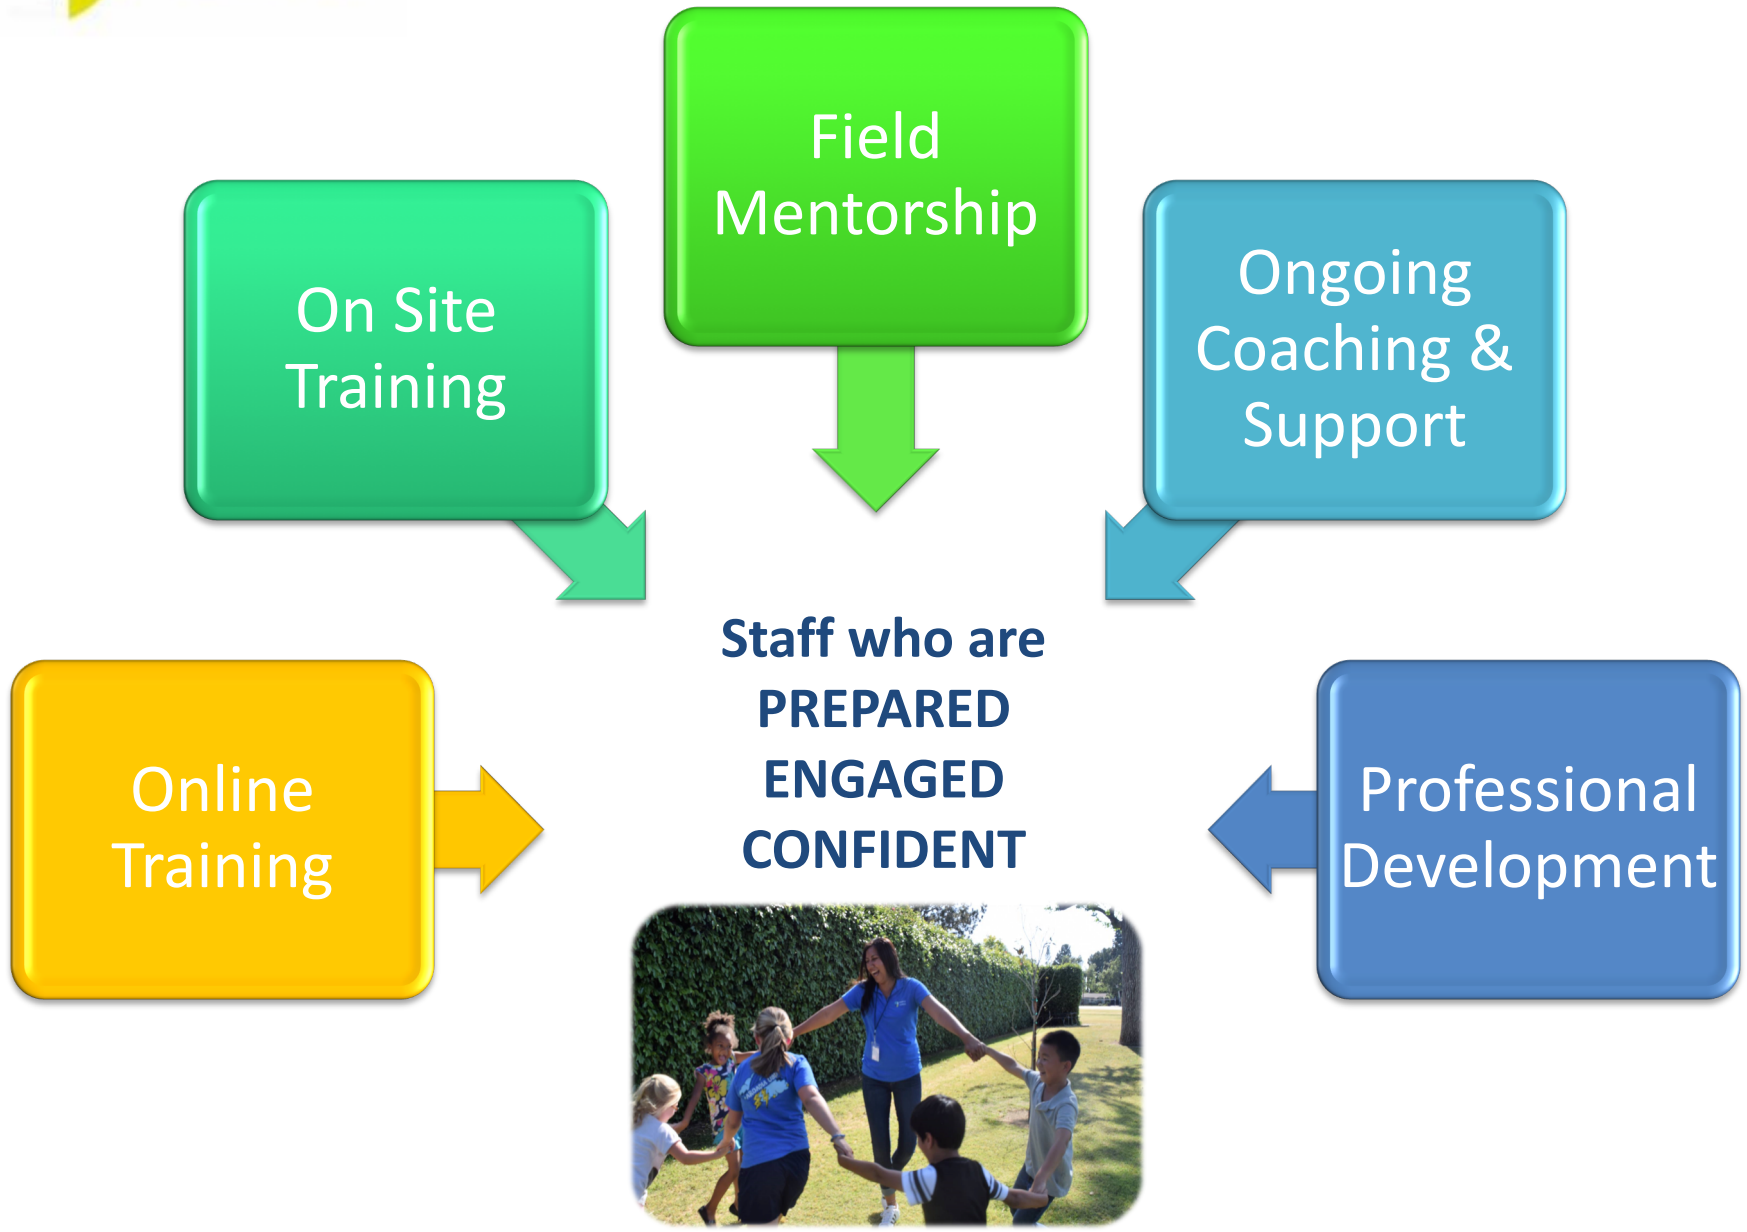 Field
Mentorship
On Site
Training
Ongoing
Coaching &
Support
Staff who are
PREPARED
ENGAGED
CONFIDENT
Online
Training
Professional
Development